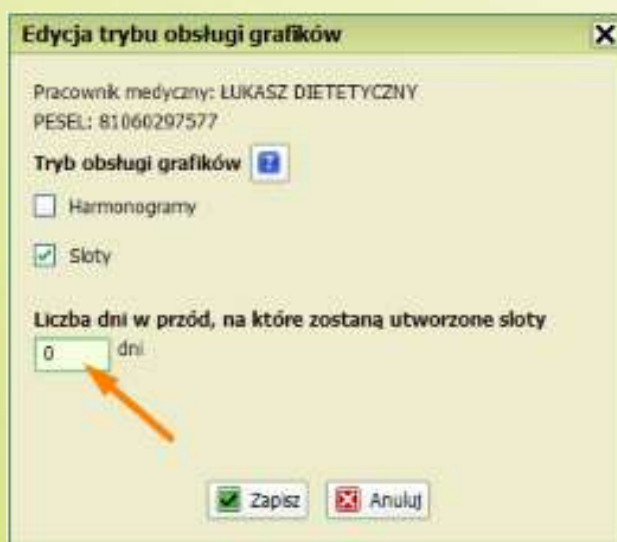 Edycja trybu obsługi grafików
Pracownik medyczny: ŁUKASZ DIETETYCZNY
PESEL: 81060297577
Tryb obsługi grafików
Harmonogramy
Sloty
Liczba dni w przód, na które zostaną utworzone sloty
0 dni
Zapisz Anuluj